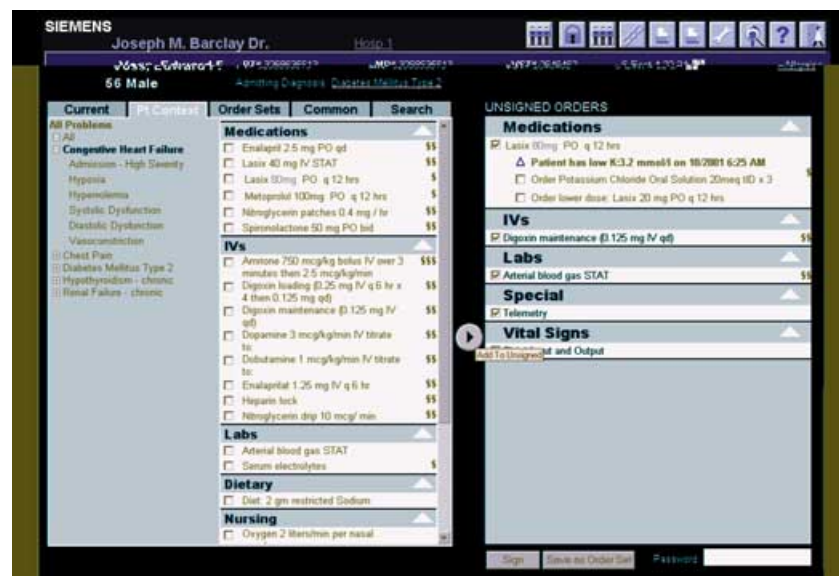 SIEMENS
Joseph M. Barclay Dr. Hosp.1
56 Male Admitting Diagnosis Diabetes Mellitus Type 2
Current Pt Context Order Sets Common Search
All Problems
All
Congestive Heart Failure
Admission - High Severity
Hypoxia
Hypervolemia
Systolic Dysfunction
Diastolic Dysfunction
Vasoconstriction
Chest Pain
Diabetes Mellitus Type 2
Hypothyroidism - chronic
Renal Failure - chronic
Medications
Enalapril 2.5 mg PO qd $$
Lasix 40 mg IV STAT $$
Lasix 80mg PO q 12 hrs $
Metoprolol 100mg PO q 12 hrs $
Nitroglycerin patches 0.4 mg / hr $$
Spironolactone 50 mg PO bid $$
IVs
750 mcg/kg bolus IV over 3 $$$
minutes then 2.5 mcg/kg/min
Digoxin loading (0.25 mg IV q 6 hr x $$
4 then 0.125 mg qd)
Digoxin maintenance (0.125 mg IV $$
qd)
Dopamine 3 mcg/kg/min IV titrate $$
to:
Dobutamine 1 mcg/kg/min IV titrate $$
to:
Enalaprilat 1.25 mg IV q 6 hr $$
Heparin lock $$
Nitroglycerin drip 10 mcg/ min $$
Labs
Arterial blood gas STAT
Serum electrolytes $
Dietary
Diet: 2 gm restricted Sodium
Nursing
Oxygen 2 liters/min per nasal
UNSIGNED ORDERS
Medications
Lasix 80mg PO q 12 hrs
Patient has low K:3.2 mmol/l on 10/2001 6:25 AM $
Order Potassium Chloride Oral Solution 20meq tID x 3
Order lower dose: Lasix 20 mg PO q 12 hrs
IVs
Digoxin maintenance (0.125 mg IV qd) $$
Labs
Arterial blood gas STAT $$
Special
Telemetry
Vital Signs
and Output
Add To Unsigned
Sign Save as Order Set Password